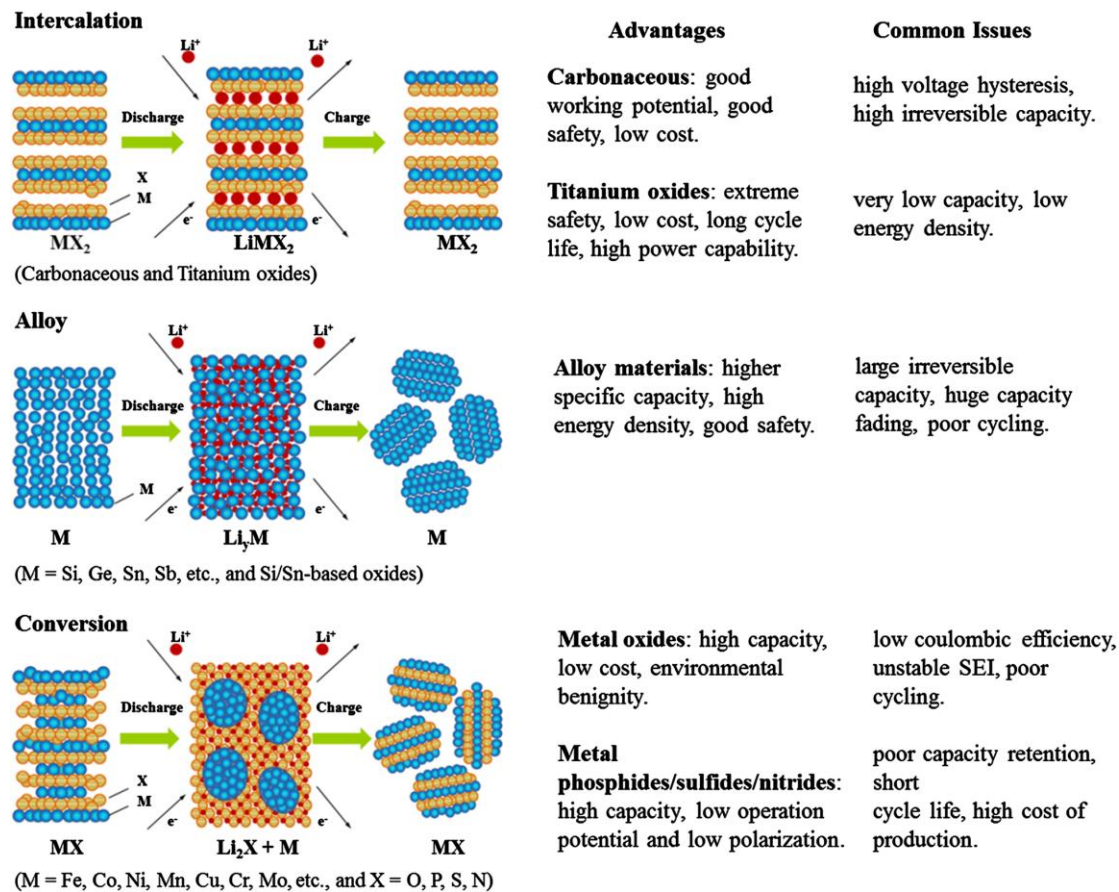 Intercalation
Advantages
Common Issues
Li⁺
Li⁺
Discharge
Charge
X
M
e⁻
e⁻
MX₂
LiMX₂
MX₂
(Carbonaceous and Titanium oxides)
Carbonaceous: good
working potential, good
safety, low cost.
high voltage hysteresis,
high irreversible capacity.
Titanium oxides: extreme
safety, low cost, long cycle
life, high power capability.
very low capacity, low
energy density.
Alloy
Li⁺
Li⁺
Discharge
Charge
M
e⁻
e⁻
M
LiyM
M
(M = Si, Ge, Sn, Sb, etc., and Si/Sn-based oxides)
Alloy materials: higher
specific capacity, high
energy density, good safety.
large irreversible
capacity, huge capacity
fading, poor cycling.
Conversion
Li⁺
Li⁺
Discharge
Charge
X
M
e⁻
e⁻
MX
Li₂X + M
MX
(M = Fe, Co, Ni, Mn, Cu, Cr, Mo, etc., and X = O, P, S, N)
Metal oxides: high capacity,
low cost, environmental
benignity.
low coulombic efficiency,
unstable SEI, poor
cycling.
Metal
phosphides/sulfides/nitrides:
high capacity, low operation
potential and low polarization.
poor capacity retention,
short
cycle life, high cost of
production.